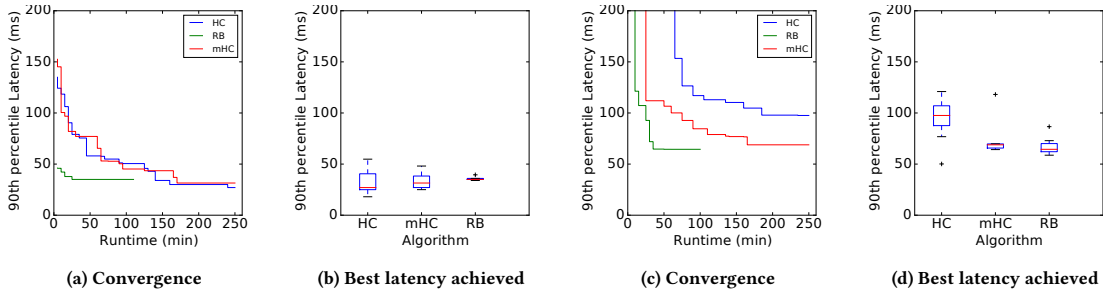 90th percentile Latency (ms)
200
150
100
50
0
HC
RB
mHC
0 50 100 150 200 250
Runtime (min)
(a) Convergence
90th percentile Latency (ms)
200
150
100
50
0
HC mHC RB
Algorithm
(b) Best latency achieved
90th percentile Latency (ms)
200
150
100
50
0
HC
RB
mHC
0 50 100 150 200 250
Runtime (min)
(c) Convergence
90th percentile Latency (ms)
200
150
100
50
0
HC mHC RB
Algorithm
(d) Best latency achieved